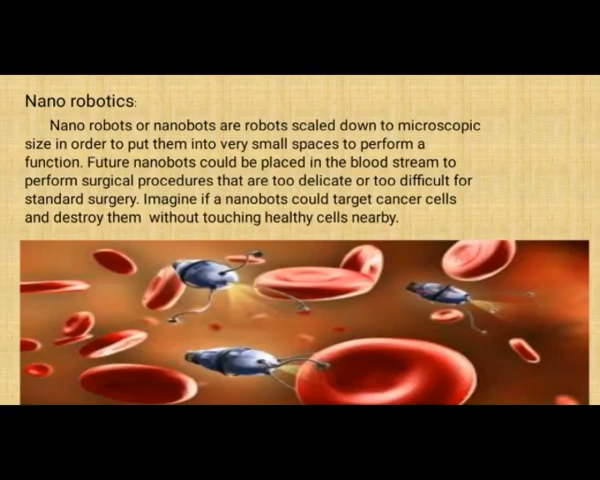 Nano robotics:
Nano robots or nanobots are robots scaled down to microscopic
size in order to put them into very small spaces to perform a
function. Future nanobots could be placed in the blood stream to
perform surgical procedures that are too delicate or too difficult for
standard surgery. Imagine if a nanobots could target cancer cells
and destroy them  without touching healthy cells nearby.